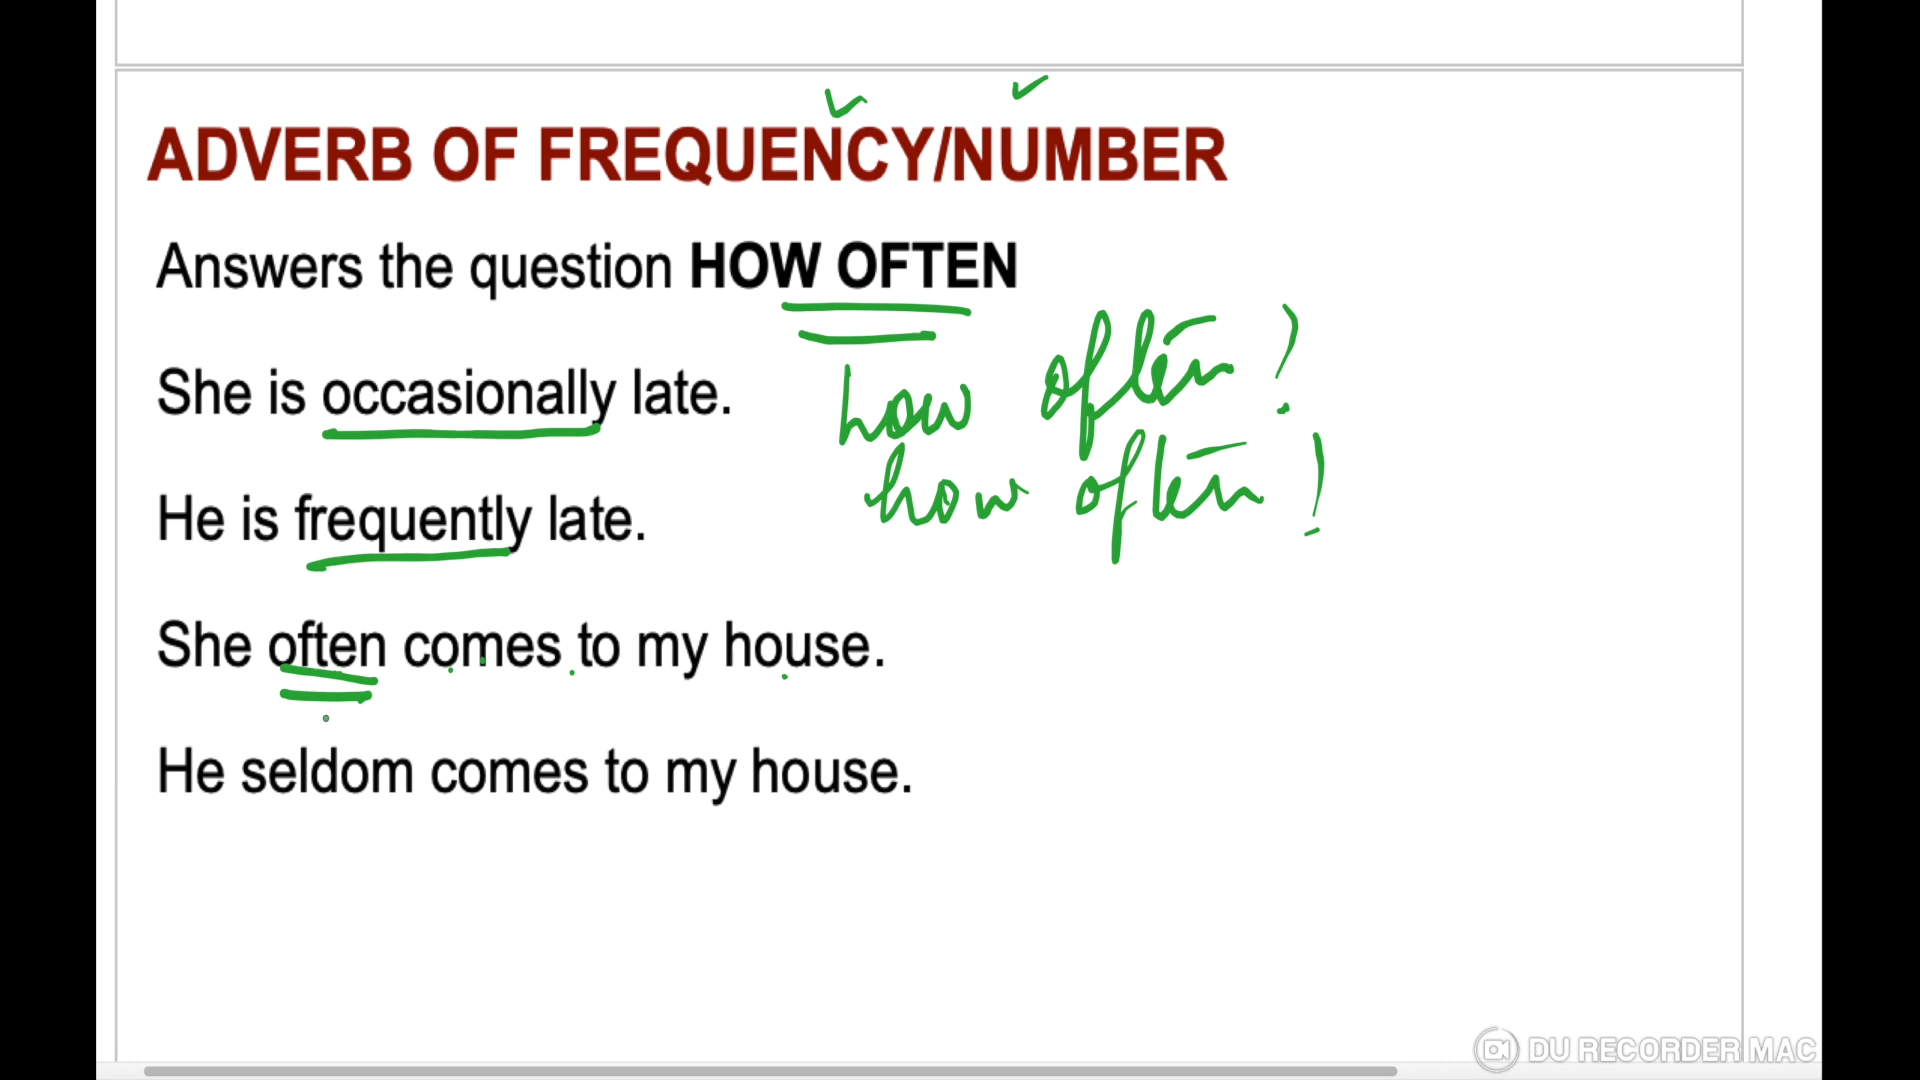 ADVERB OF FREQUENCY/NUMBER
Answers the question HOW OFTEN
She is occasionally late.
how often?
He is frequently late.
how often?
She often comes to my house.
He seldom comes to my house.
DU RECORDER MAC